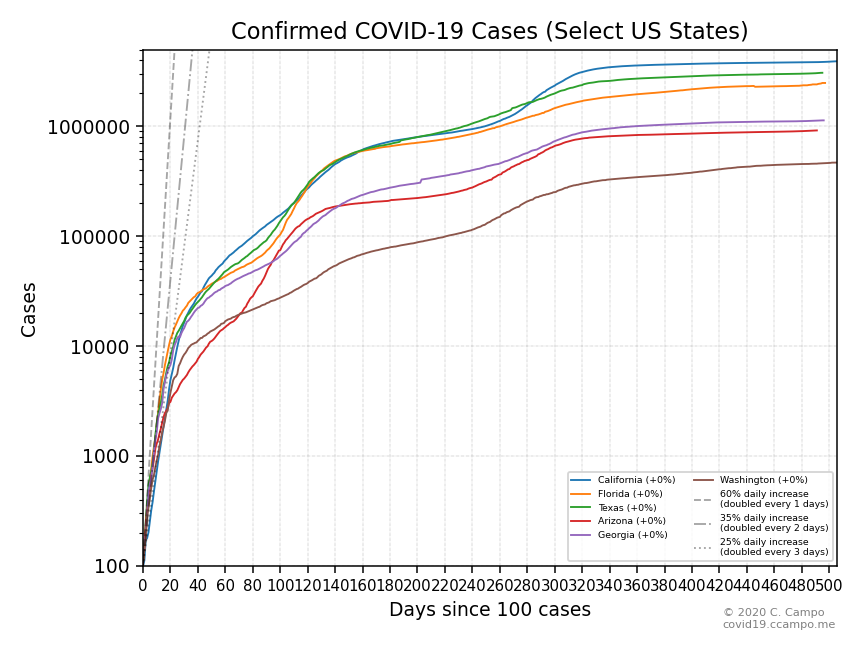 Confirmed COVID-19 Cases (Select US States)
Cases
1000000
100000
10000
1000
100
California (+0%)
Florida (+0%)
Texas (+0%)
Arizona (+0%)
Georgia (+0%)
Washington (+0%)
60% daily increase
(doubled every 1 days)
35% daily increase
(doubled every 2 days)
25% daily increase
(doubled every 3 days)
0 20 40 60 80 100 120 140 160 180 200 220 240 260 280 300 320 340 360 380 400 420 440 460 480 500
Days since 100 cases
© 2020 C. Campo
covid19.ccampo.me